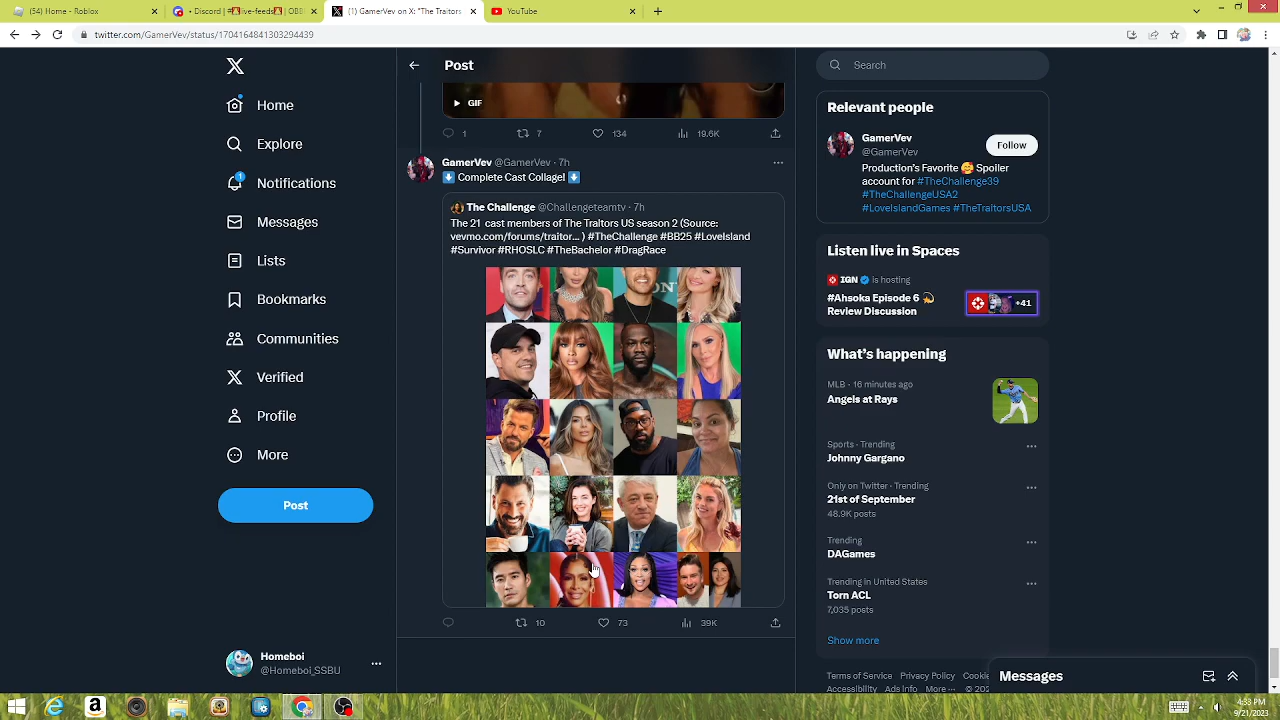 (54) Home - Roblox
• Discord | #🚨live-feeds🚨 | OBB
(1) GamerVev on X: "The Traitors
YouTube
twitter.com/GamerVev/status/1704164841303294439
Home
Explore
1
Notifications
Messages
Lists
Bookmarks
Communities
Verified
Profile
More
Post
Homeboi
@Homeboi_SSBU
Post
GIF
1
7
134
19.6K
GamerVev @GamerVev · 7h
⬇️ Complete Cast Collage! ⬇️
The Challenge @Challengeteamtv · 7h
The 21 cast members of The Traitors US season 2 (Source:
vevmo.com/forums/traitor... ) #TheChallenge #BB25 #LoveIsland
#Survivor #RHOSLC #TheBachelor #DragRace
10
73
39K
Search
Relevant people
GamerVev
@GamerVev
Follow
Production's Favorite 🥰 Spoiler
account for #TheChallenge39
#TheChallengeUSA2
#LoveIslandGames #TheTraitorsUSA
Listen live in Spaces
IGN is hosting
#Ahsoka Episode 6
Review Discussion
+41
What's happening
MLB · 16 minutes ago
Angels at Rays
Sports · Trending
Johnny Gargano
Only on Twitter · Trending
21st of September
48.9K posts
Trending
DAGames
Trending in United States
Torn ACL
7,035 posts
Show more
Terms of Service Privacy Policy Cookie
Accessibility Ads Info More ··· © 202
Messages
4:33 PM
9/21/2023